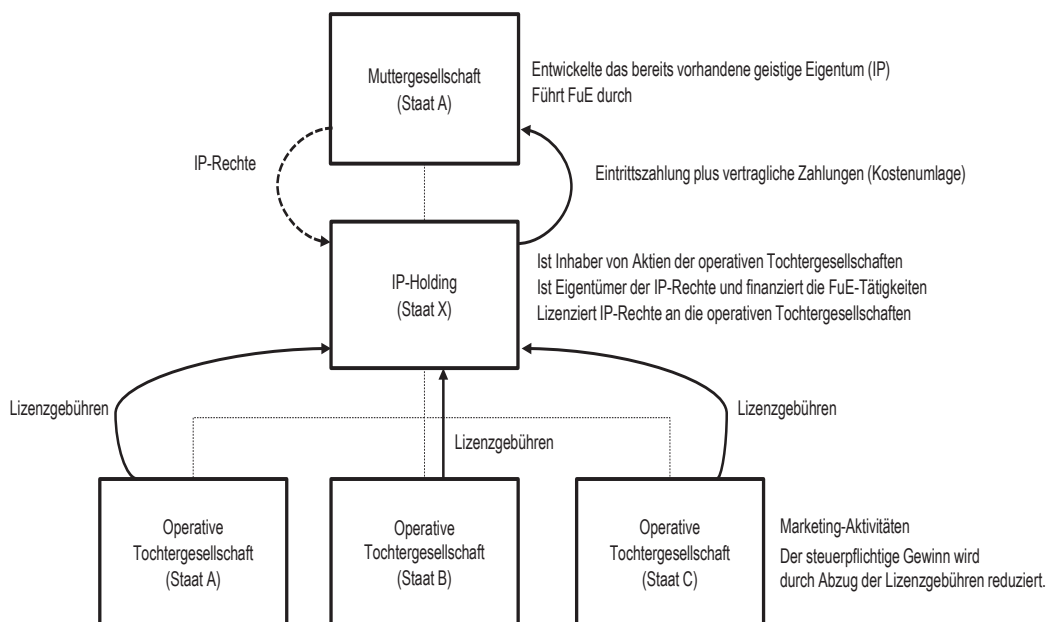 Muttergesellschaft
(Staat A)
Entwickelte das bereits vorhandene geistige Eigentum (IP)
Führt FuE durch
IP-Rechte
Eintrittszahlung plus vertragliche Zahlungen (Kostenumlage)
IP-Holding
(Staat X)
Ist Inhaber von Aktien der operativen Tochtergesellschaften
Ist Eigentümer der IP-Rechte und finanziert die FuE-Tätigkeiten
Lizenziert IP-Rechte an die operativen Tochtergesellschaften
Lizenzgebühren
Lizenzgebühren
Lizenzgebühren
Operative
Tochtergesellschaft
(Staat A)
Operative
Tochtergesellschaft
(Staat B)
Operative
Tochtergesellschaft
(Staat C)
Marketing-Aktivitäten
Der steuerpflichtige Gewinn wird
durch Abzug der Lizenzgebühren reduziert.